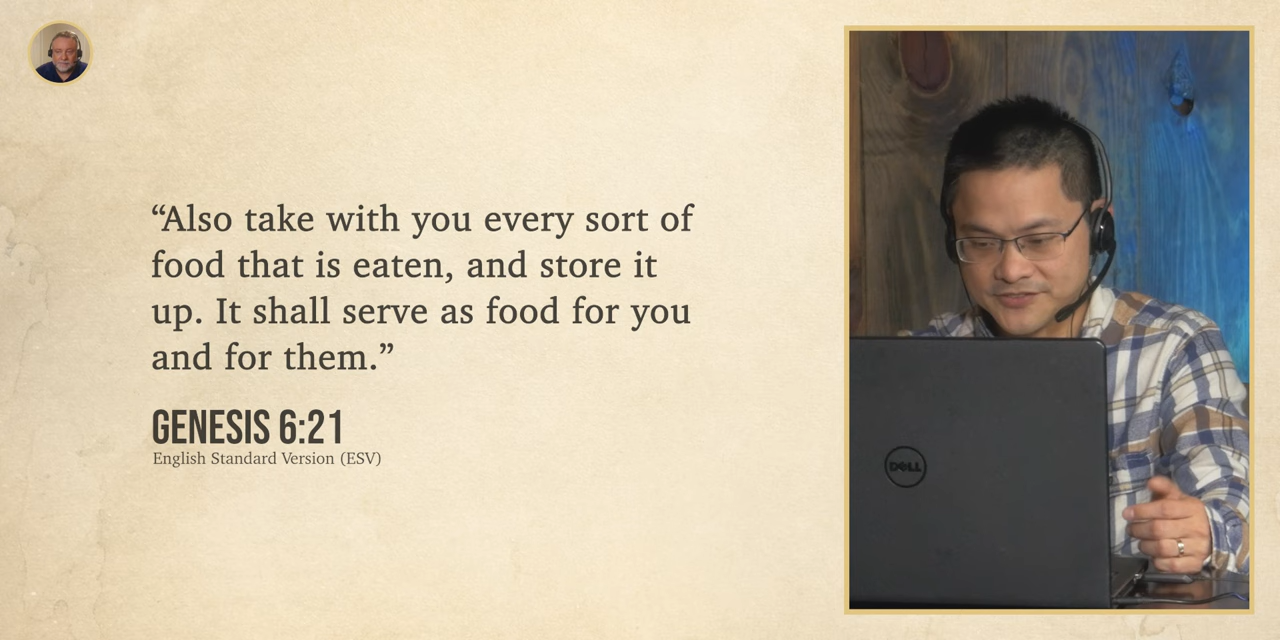 “Also take with you every sort of
food that is eaten, and store it
up. It shall serve as food for you
and for them.”
GENESIS 6:21
English Standard Version (ESV)
DELL